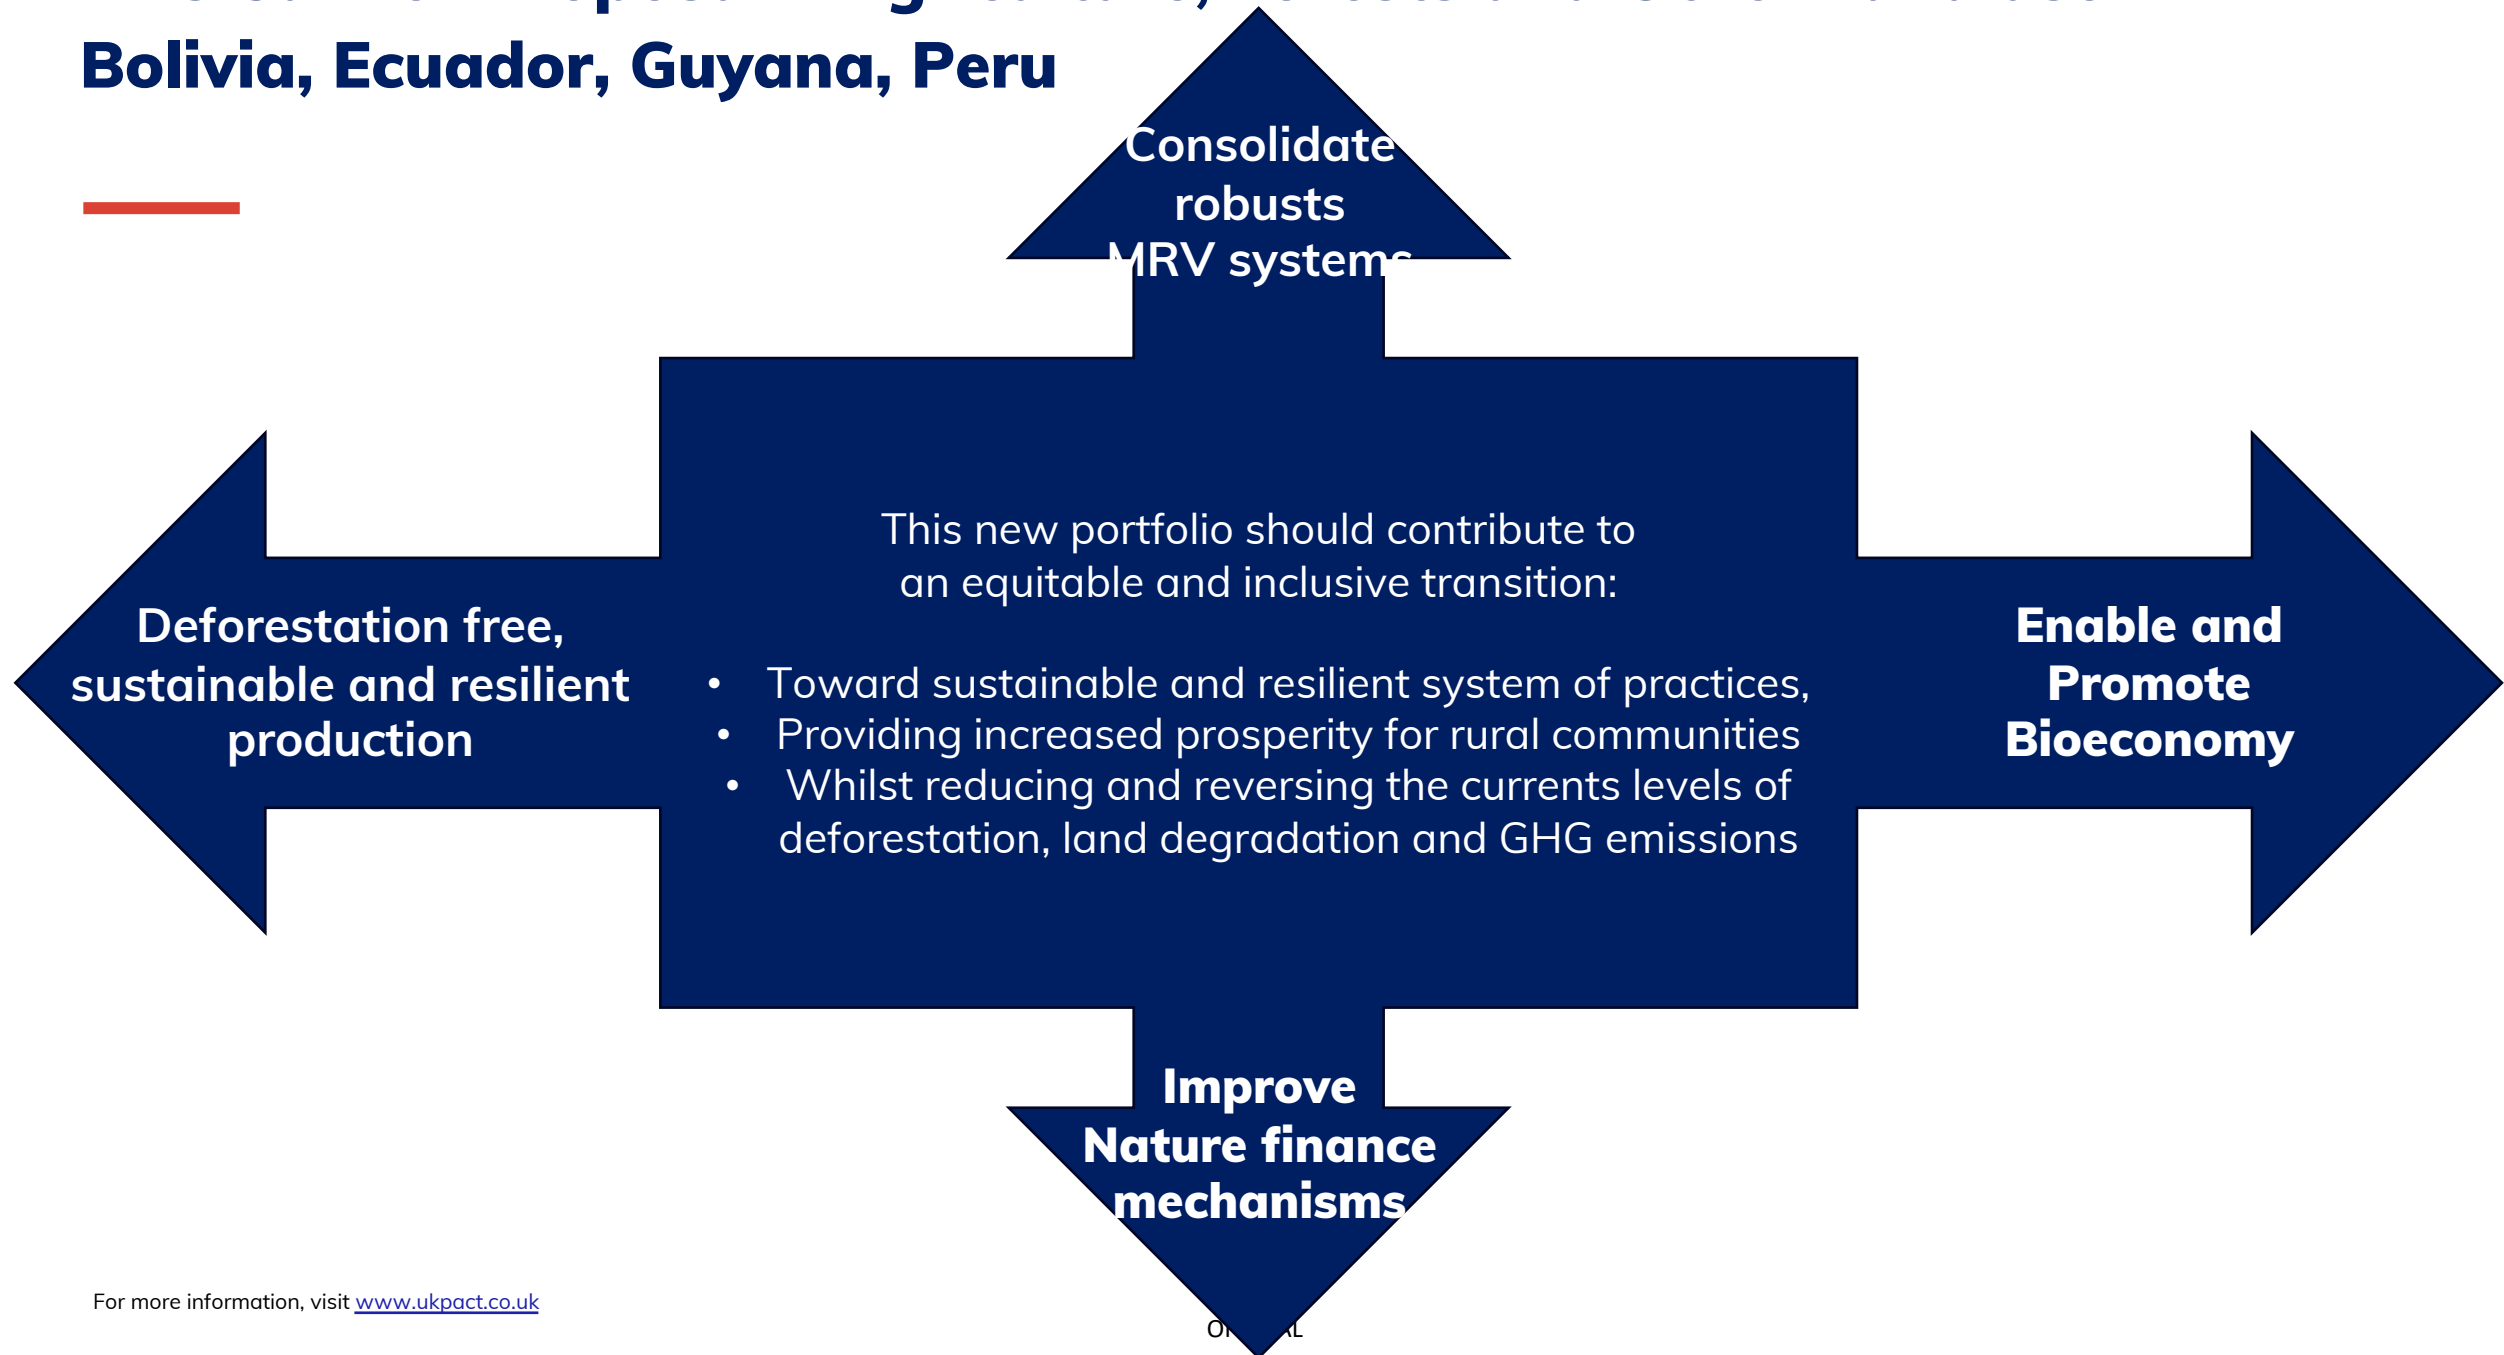 Bolivia, Ecuador, Guyana, Peru
Consolidate
robusts
MRV systems
This new portfolio should contribute to
an equitable and inclusive transition:
Deforestation free,
sustainable and resilient
production
• Toward sustainable and resilient system of practices,
• Providing increased prosperity for rural communities
• Whilst reducing and reversing the currents levels of
deforestation, land degradation and GHG emissions
Enable and
Promote
Bioeconomy
Improve
Nature finance
mechanisms
For more information, visit www.ukpact.co.uk